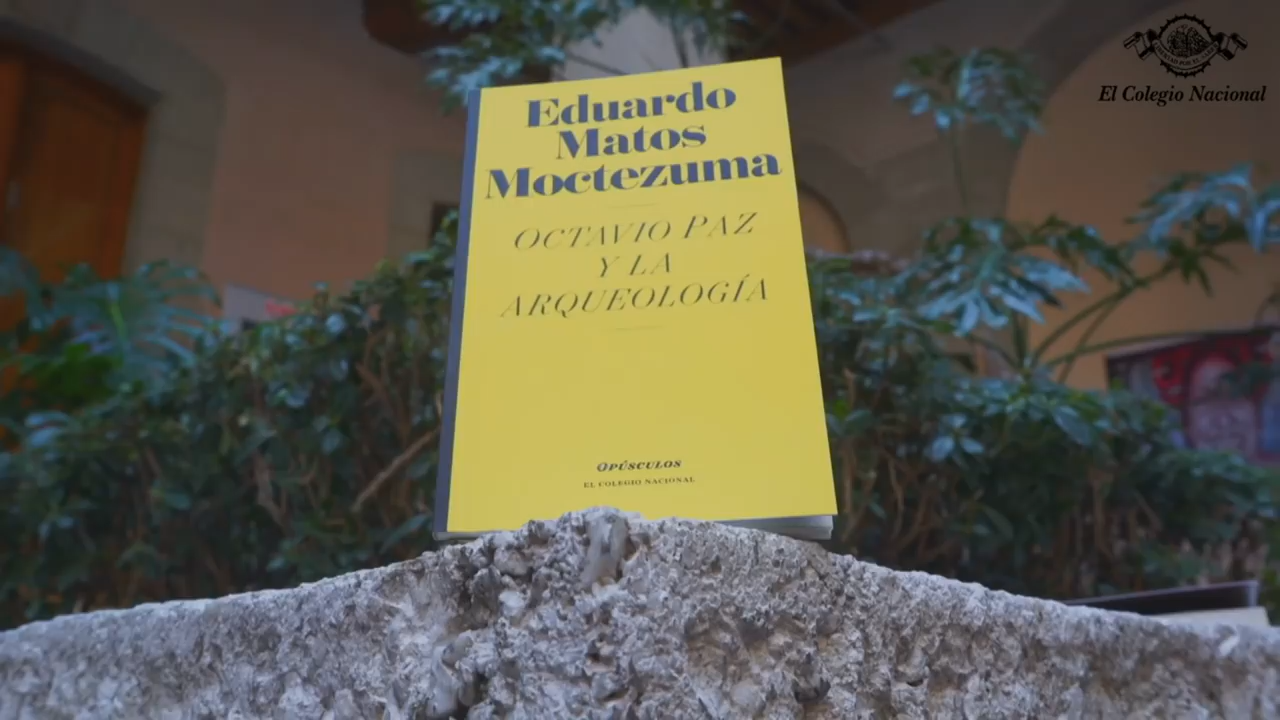 Eduardo
Matos
Moctezuma
OCTAVIO PAZ
Y LA
ARQUEOLOGÍA
OPÚSCULOS
EL COLEGIO NACIONAL
El Colegio Nacional